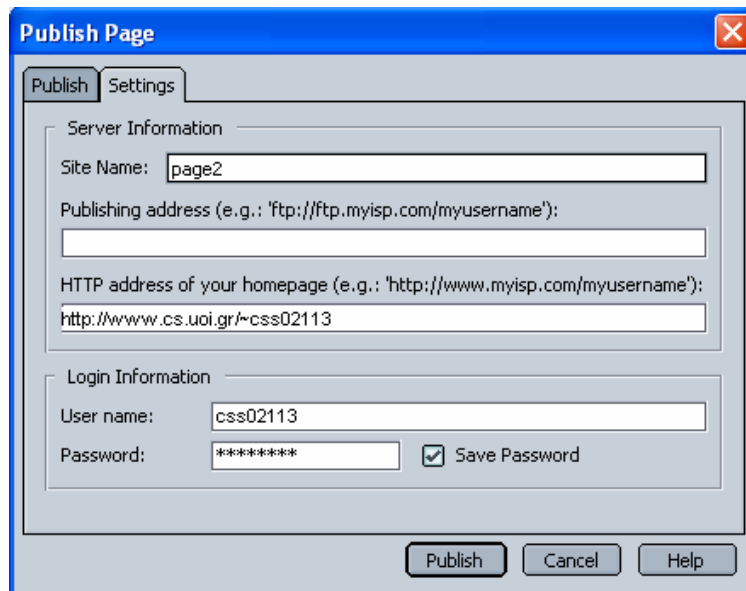 Publish Page
Publish Settings
Server Information
Site Name: page2
Publishing address (e.g.: 'ftp://ftp.myisp.com/myusername'):
HTTP address of your homepage (e.g.: 'http://www.myisp.com/myusername'):
http://www.cs.uoi.gr/~css02113
Login Information
User name: css02113
Password: ******** Save Password
Publish Cancel Help